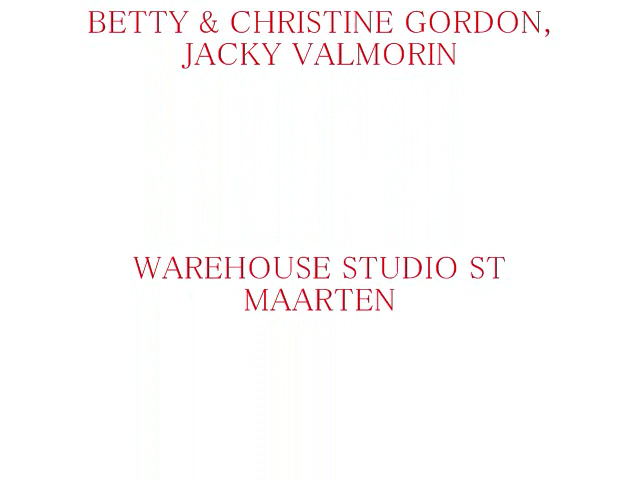 BETTY & CHRISTINE GORDON,
JACKY VALMORIN
WAREHOUSE STUDIO ST
MAARTEN